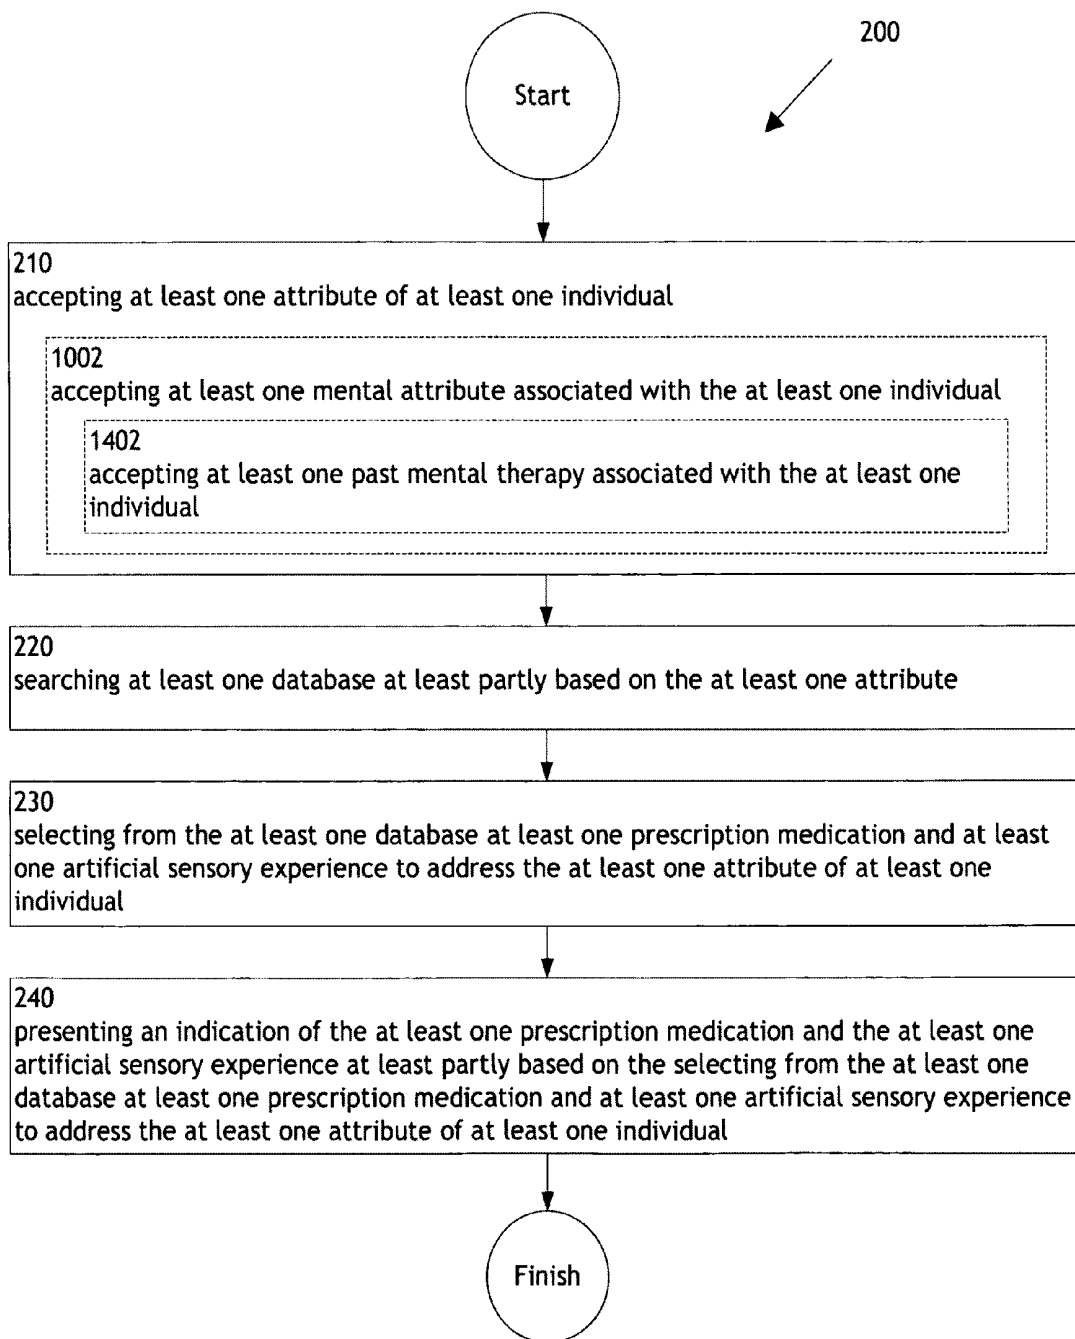 200
Start
210
accepting at least one attribute of at least one individual
1002
accepting at least one mental attribute associated with the at least one individual
1402
accepting at least one past mental therapy associated with the at least one
individual
220
searching at least one database at least partly based on the at least one attribute
230
selecting from the at least one database at least one prescription medication and at least
one artificial sensory experience to address the at least one attribute of at least one
individual
240
presenting an indication of the at least one prescription medication and the at least one
artificial sensory experience at least partly based on the selecting from the at least one
database at least one prescription medication and at least one artificial sensory experience
to address the at least one attribute of at least one individual
Finish